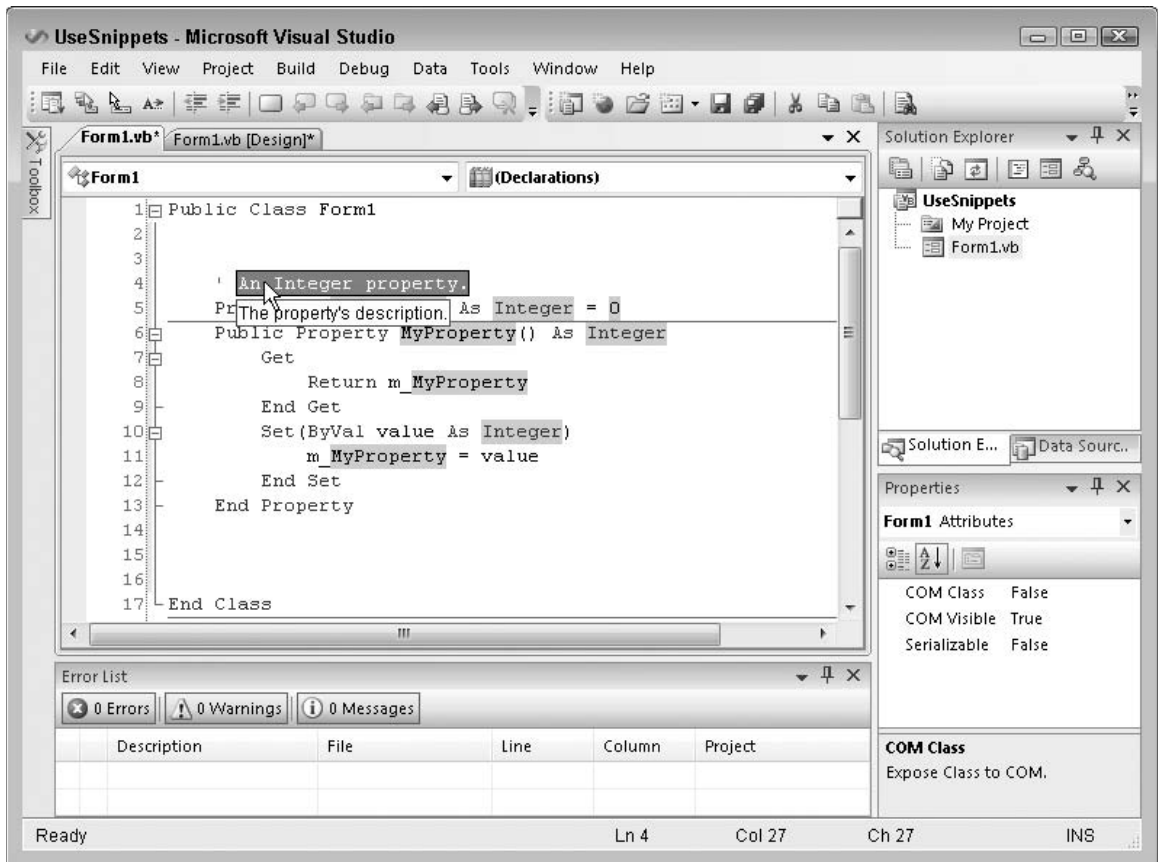 UseSnippets - Microsoft Visual Studio
File Edit View Project Build Debug Data Tools Window Help
Toolbox
Form1.vb* Form1.vb [Design]*
Form1 (Declarations)
1 Public Class Form1
2
3
4 ' An Integer property.
5 Pr As Integer = 0
The property's description.
6 Public Property MyProperty() As Integer
7 Get
8 Return m_MyProperty
9 End Get
10 Set(ByVal value As Integer)
11 m_MyProperty = value
12 End Set
13 End Property
14
15
16
17 End Class
Solution Explorer
UseSnippets
My Project
Form1.vb
Solution E... Data Sourc..
Properties
Form1 Attributes
COM Class False
COM Visible True
Serializable False
COM Class
Expose Class to COM.
Error List
0 Errors 0 Warnings 0 Messages
Description File Line Column Project
Ready Ln 4 Col 27 Ch 27 INS